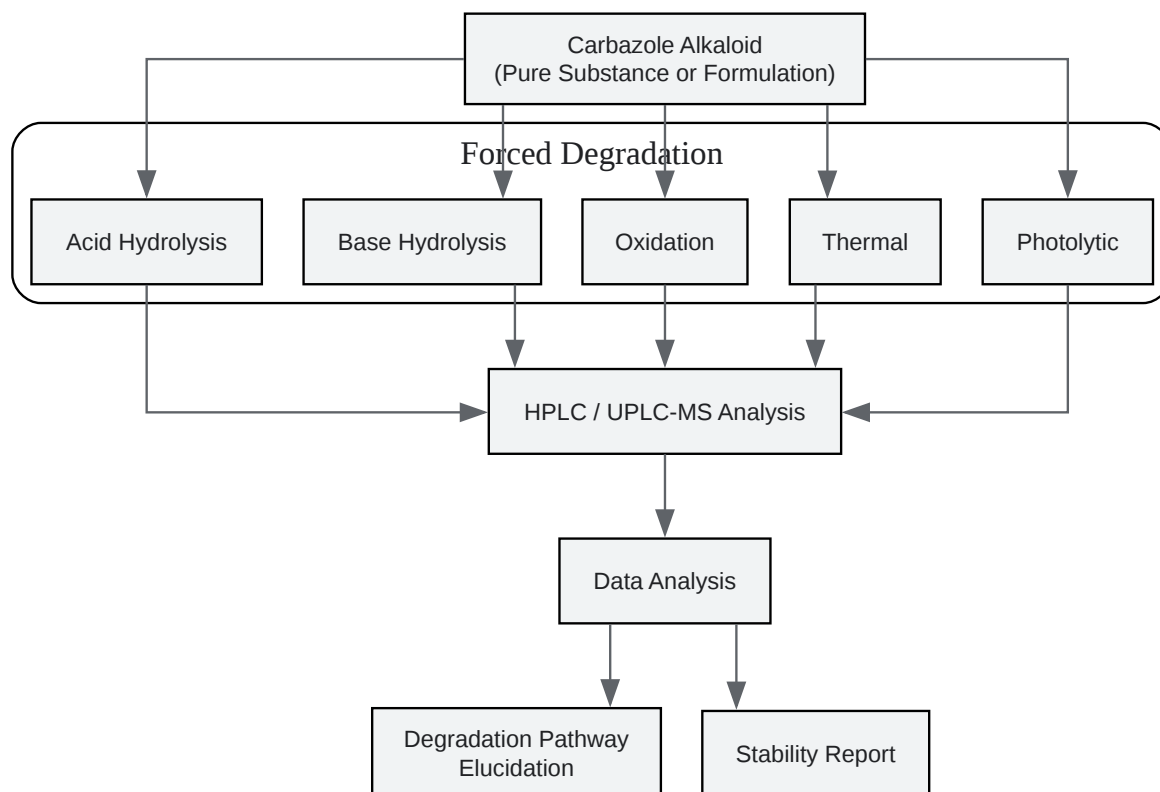 Carbazole Alkaloid
(Pure Substance or Formulation)
Forced Degradation
Acid Hydrolysis
Base Hydrolysis
Oxidation
Thermal
Photolytic
HPLC / UPLC-MS Analysis
Data Analysis
Degradation Pathway
Elucidation
Stability Report